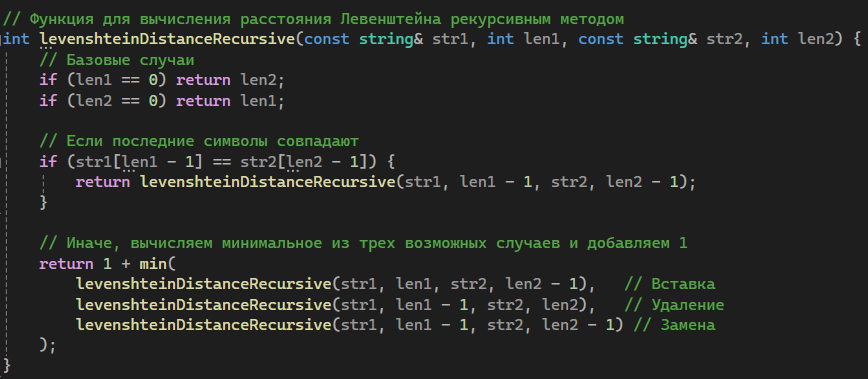 // Функция для вычисления расстояния Левенштейна рекурсивным методом
int levenshteinDistanceRecursive(const string& str1, int len1, const string& str2, int len2) {
    // Базовые случаи
    if (len1 == 0) return len2;
    if (len2 == 0) return len1;

    // Если последние символы совпадают
    if (str1[len1 - 1] == str2[len2 - 1]) {
        return levenshteinDistanceRecursive(str1, len1 - 1, str2, len2 - 1);
    }

    // Иначе, вычисляем минимальное из трех возможных случаев и добавляем 1
    return 1 + min(
        levenshteinDistanceRecursive(str1, len1, str2, len2 - 1),   // Вставка
        levenshteinDistanceRecursive(str1, len1 - 1, str2, len2),   // Удаление
        levenshteinDistanceRecursive(str1, len1 - 1, str2, len2 - 1) // Замена
    );
}